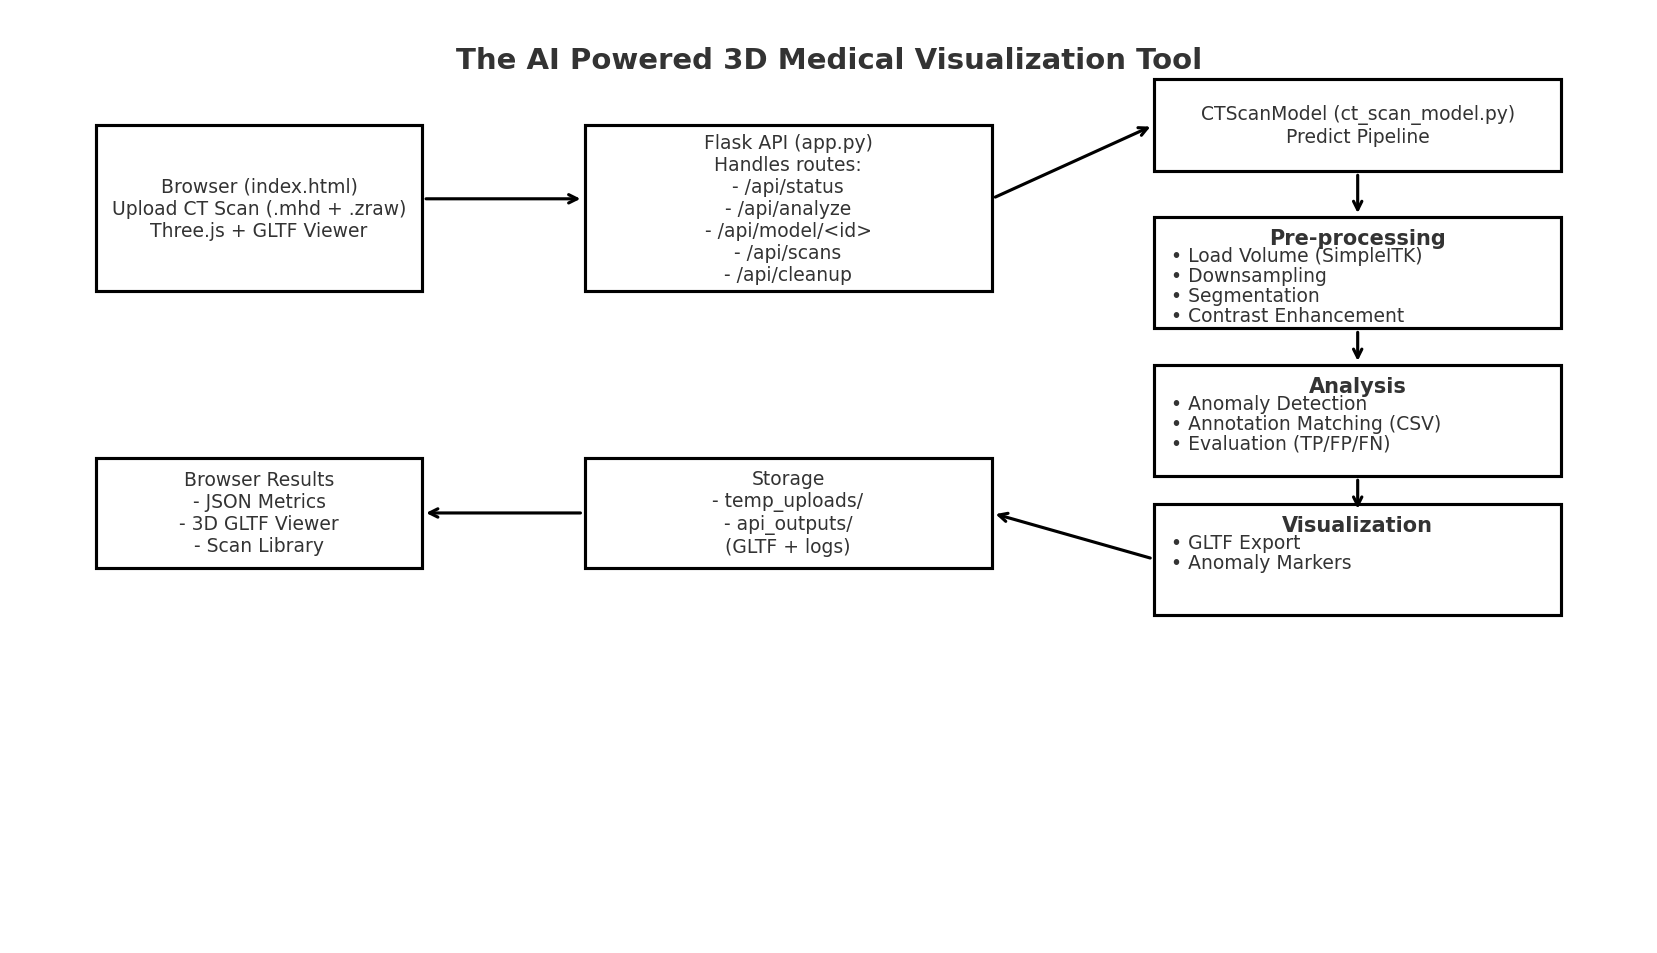 The AI Powered 3D Medical Visualization Tool
Browser (index.html)
Upload CT Scan (.mhd + .zraw)
Three.js + GLTF Viewer
Flask API (app.py)
Handles routes:
- /api/status
- /api/analyze
- /api/model/<id>
- /api/scans
- /api/cleanup
CTScanModel (ct_scan_model.py)
Predict Pipeline
Pre-processing
• Load Volume (SimpleITK)
• Downsampling
• Segmentation
• Contrast Enhancement
Analysis
• Anomaly Detection
• Annotation Matching (CSV)
• Evaluation (TP/FP/FN)
Visualization
• GLTF Export
• Anomaly Markers
Storage
- temp_uploads/
- api_outputs/
(GLTF + logs)
Browser Results
- JSON Metrics
- 3D GLTF Viewer
- Scan Library